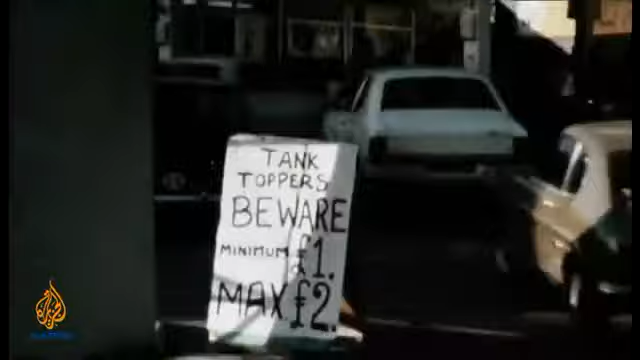 TANK
TOPPERS
BEWARE
MINIMUM £1.
MAX £2.